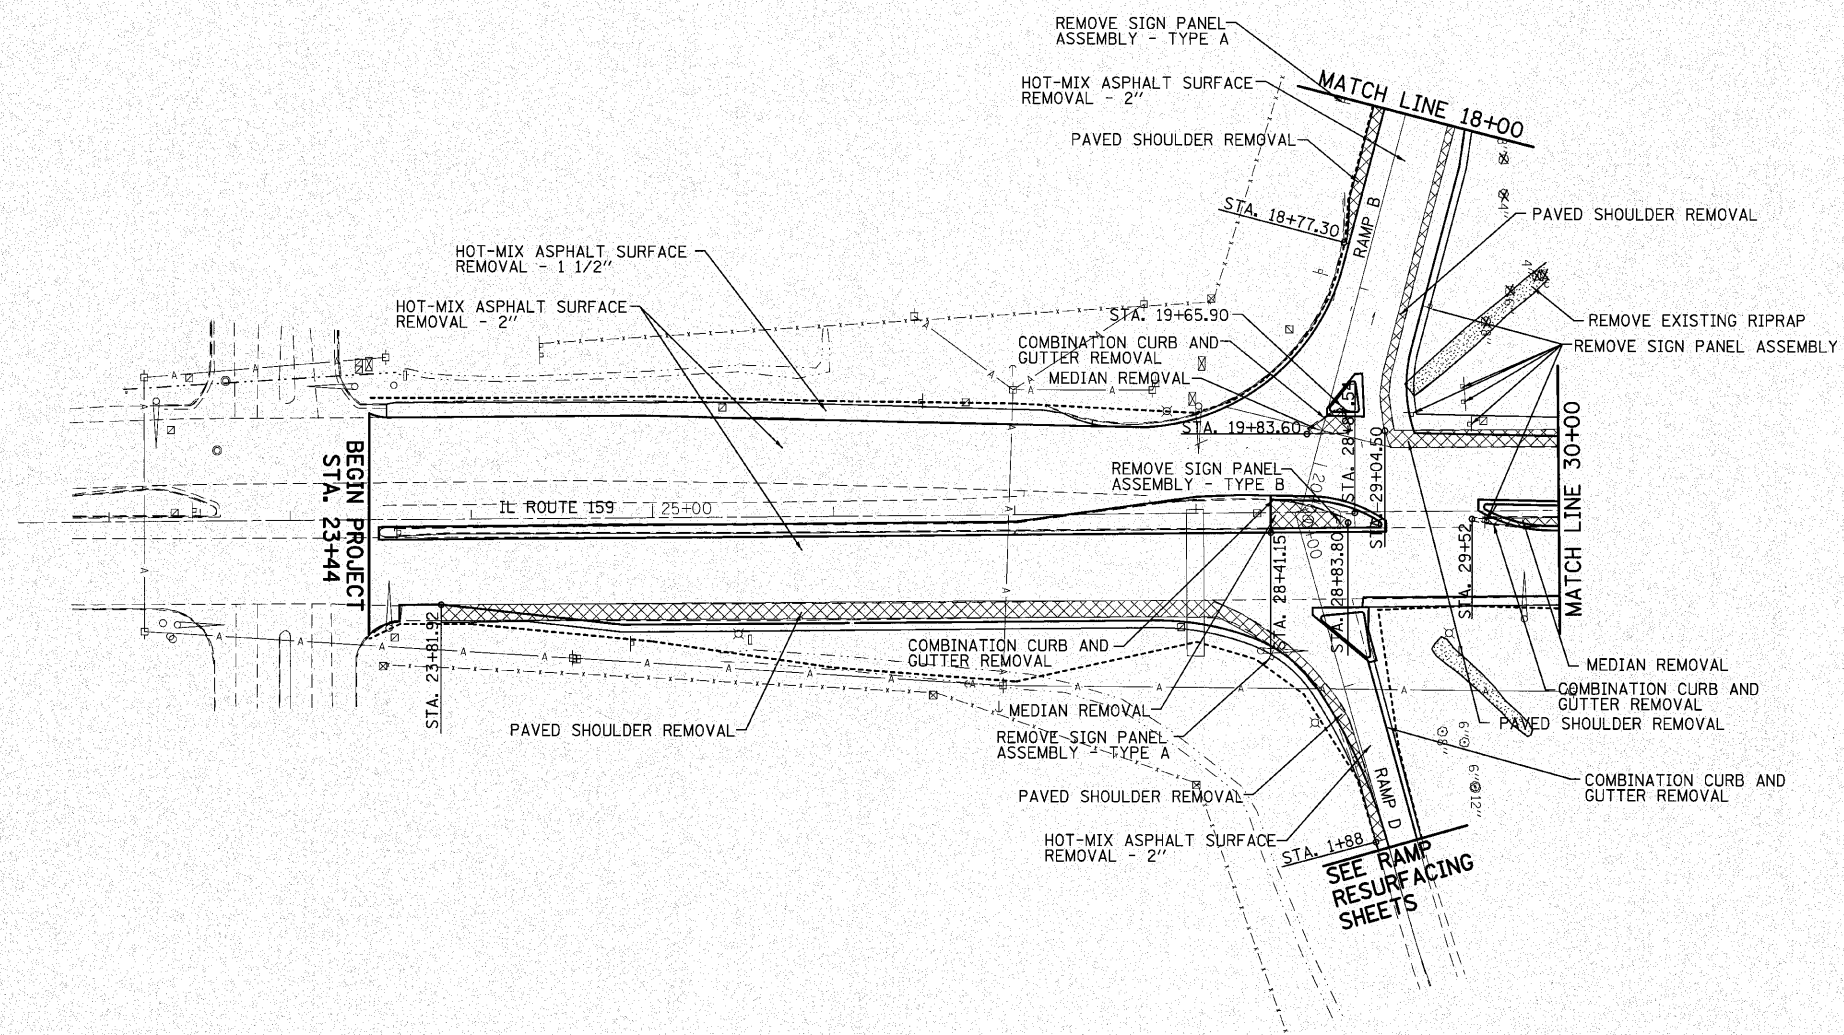 REMOVE SIGN PANEL
ASSEMBLY - TYPE A
HOT-MIX ASPHALT SURFACE
REMOVAL - 2"
MATCH LINE 18+00
PAVED SHOULDER REMOVAL
STA. 18+77.30
RAMP B
PAVED SHOULDER REMOVAL
HOT-MIX ASPHALT SURFACE
REMOVAL - 1 1/2"
HOT-MIX ASPHALT SURFACE
REMOVAL - 2"
STA. 19+65.90
COMBINATION CURB AND
GUTTER REMOVAL
MEDIAN REMOVAL
STA. 19+83.60
REMOVE EXISTING RIPRAP
REMOVE SIGN PANEL ASSEMBLY
REMOVE SIGN PANEL
ASSEMBLY - TYPE B
STA. 29+04.50
MATCH LINE 30+00
BEGIN PROJECT
STA. 23+44
IL ROUTE 159
25+00
STA. 28+41.15
STA. 28+83.80
STA. 29+52
STA. 23+81.92
COMBINATION CURB AND
GUTTER REMOVAL
MEDIAN REMOVAL
REMOVE SIGN PANEL
ASSEMBLY - TYPE A
PAVED SHOULDER REMOVAL
PAVED SHOULDER REMOVAL
HOT-MIX ASPHALT SURFACE
REMOVAL - 2"
MEDIAN REMOVAL
COMBINATION CURB AND
GUTTER REMOVAL
PAVED SHOULDER REMOVAL
COMBINATION CURB AND
GUTTER REMOVAL
RAMP D
STA. 1+88
SEE RAMP
RESURFACING
SHEETS